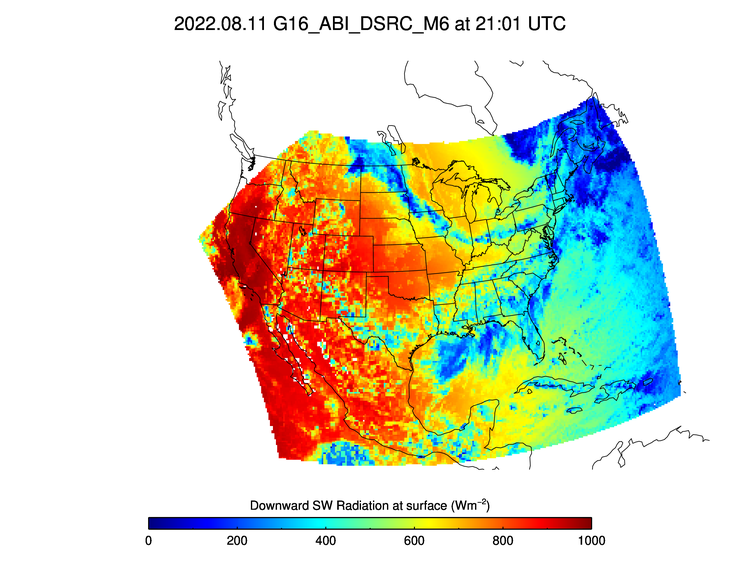 2022.08.11 G16_ABI_DSRC_M6 at 21:01 UTC
Downward SW Radiation at surface (Wm⁻²)
0 200 400 600 800 1000